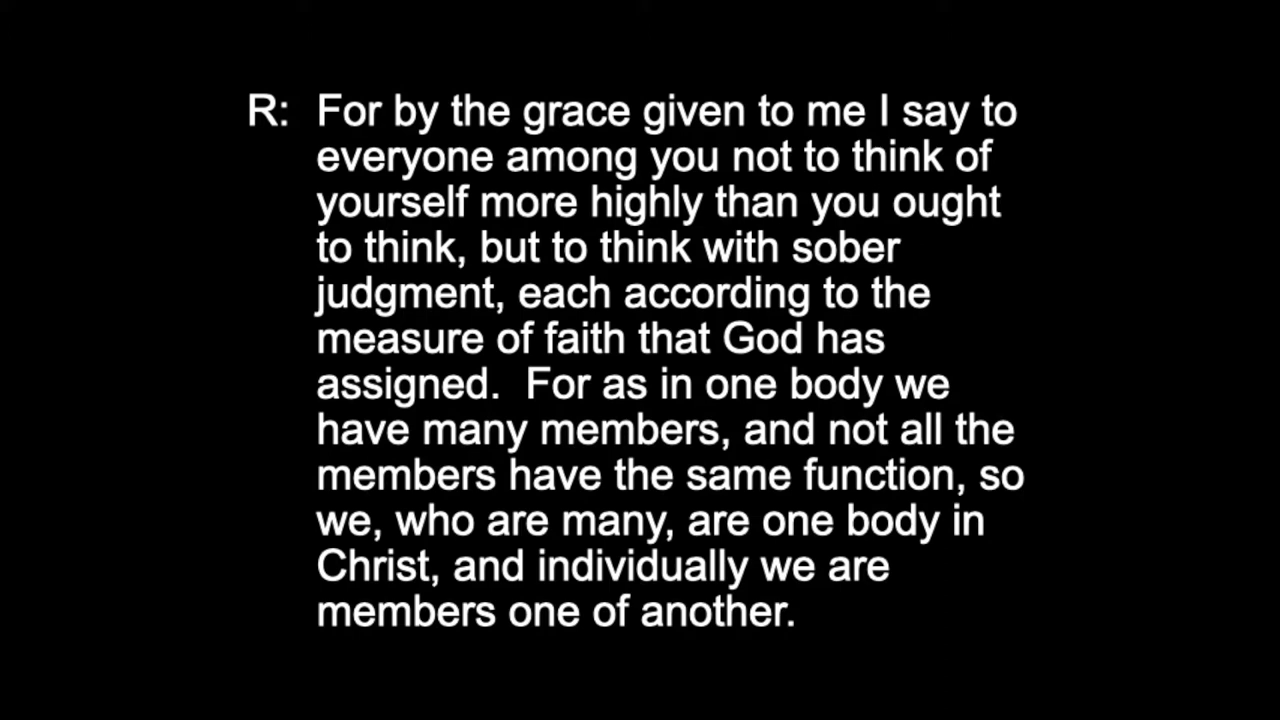 R: For by the grace given to me I say to
everyone among you not to think of
yourself more highly than you ought
to think, but to think with sober
judgment, each according to the
measure of faith that God has
assigned.  For as in one body we
have many members, and not all the
members have the same function, so
we, who are many, are one body in
Christ, and individually we are
members one of another.